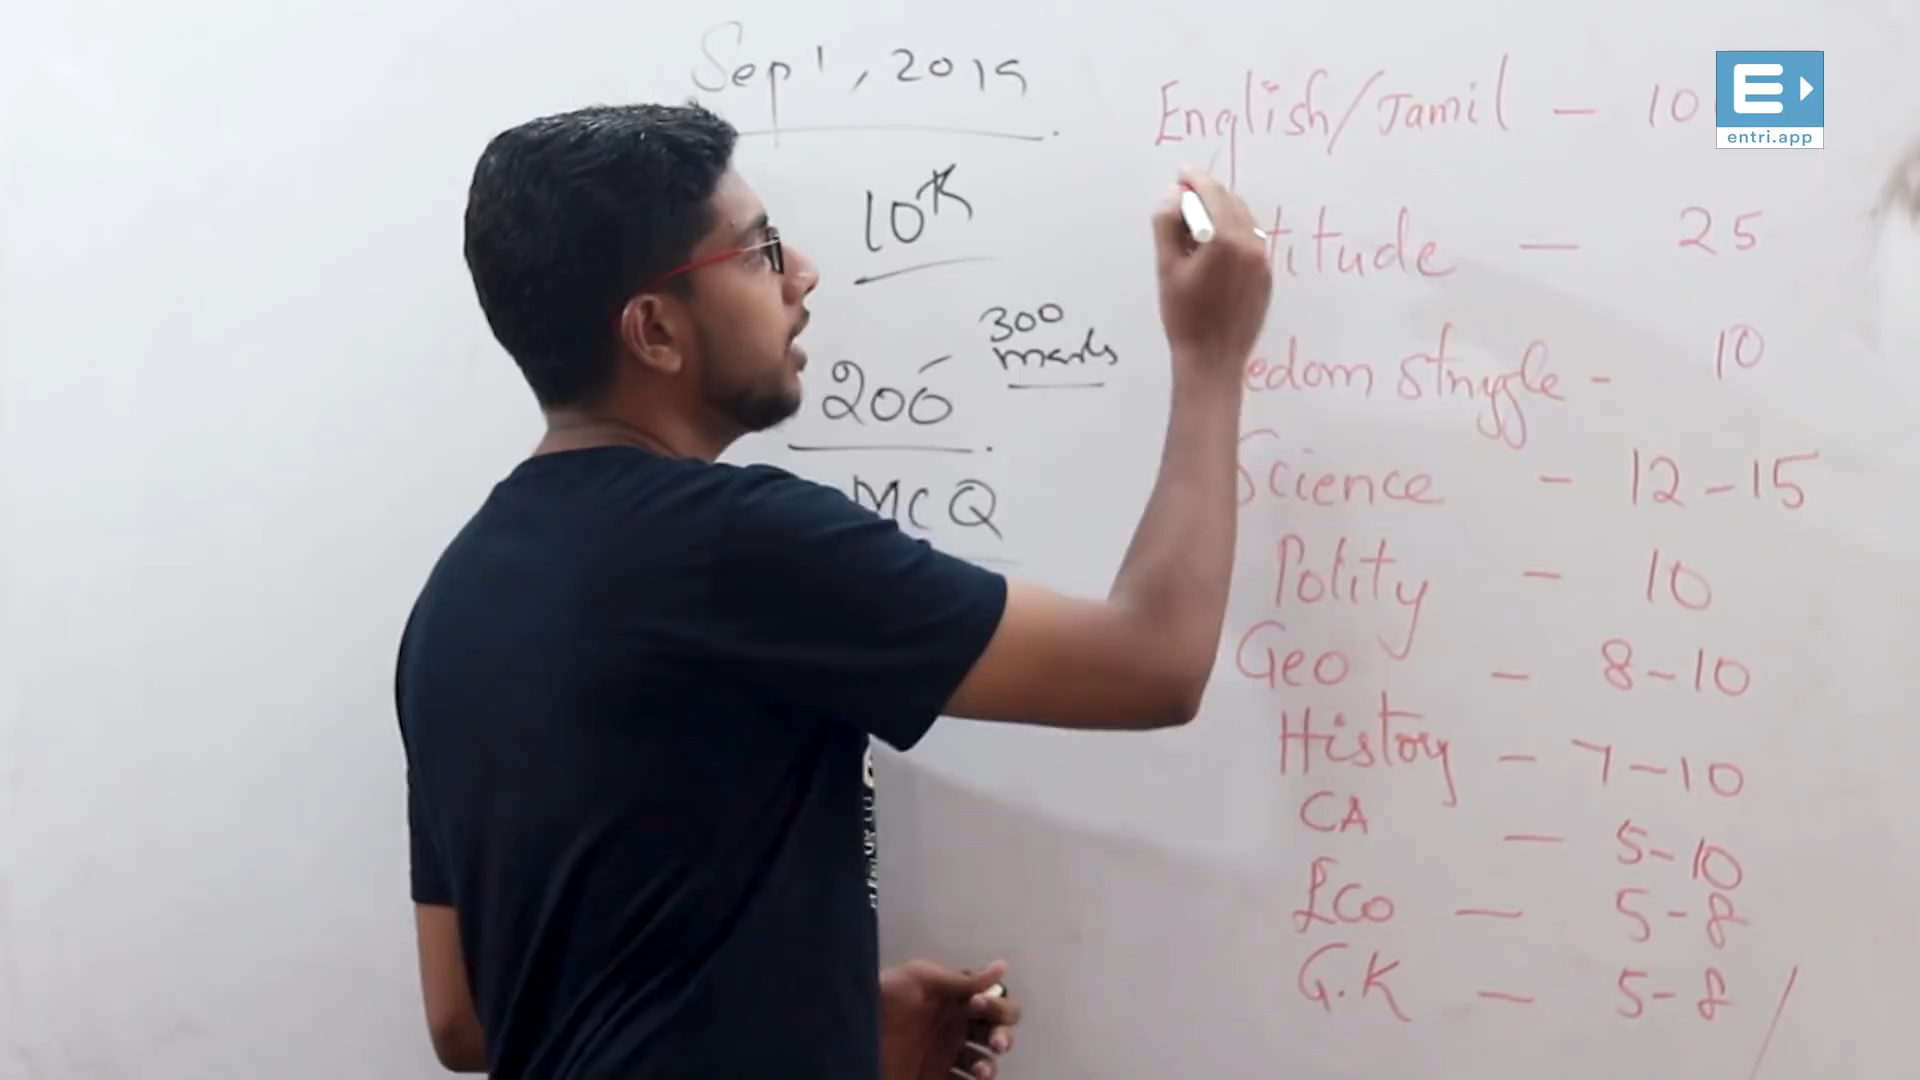 Sep 1, 2019
10K
300
marks
200
MCQ
English/Tamil - 10
titude - 25
edom struggle - 10
Science - 12-15
Polity - 10
Geo - 8-10
History - 7-10
CA - 5-10
Eco - 5-8
G.K - 5-8
E
entri.app